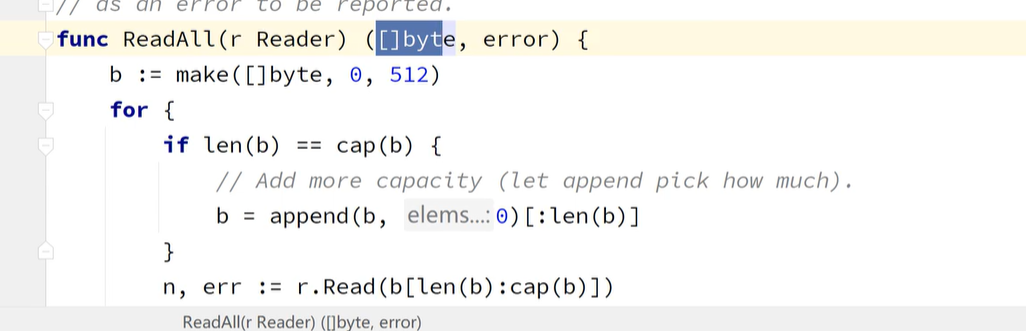 // as an error to be reported.
func ReadAll(r Reader) ([]byte, error) {
b := make([]byte, 0, 512)
for {
if len(b) == cap(b) {
// Add more capacity (let append pick how much).
b = append(b, elems...: 0)[:len(b)]
}
n, err := r.Read(b[len(b):cap(b)])
ReadAll(r Reader) ([]byte, error)